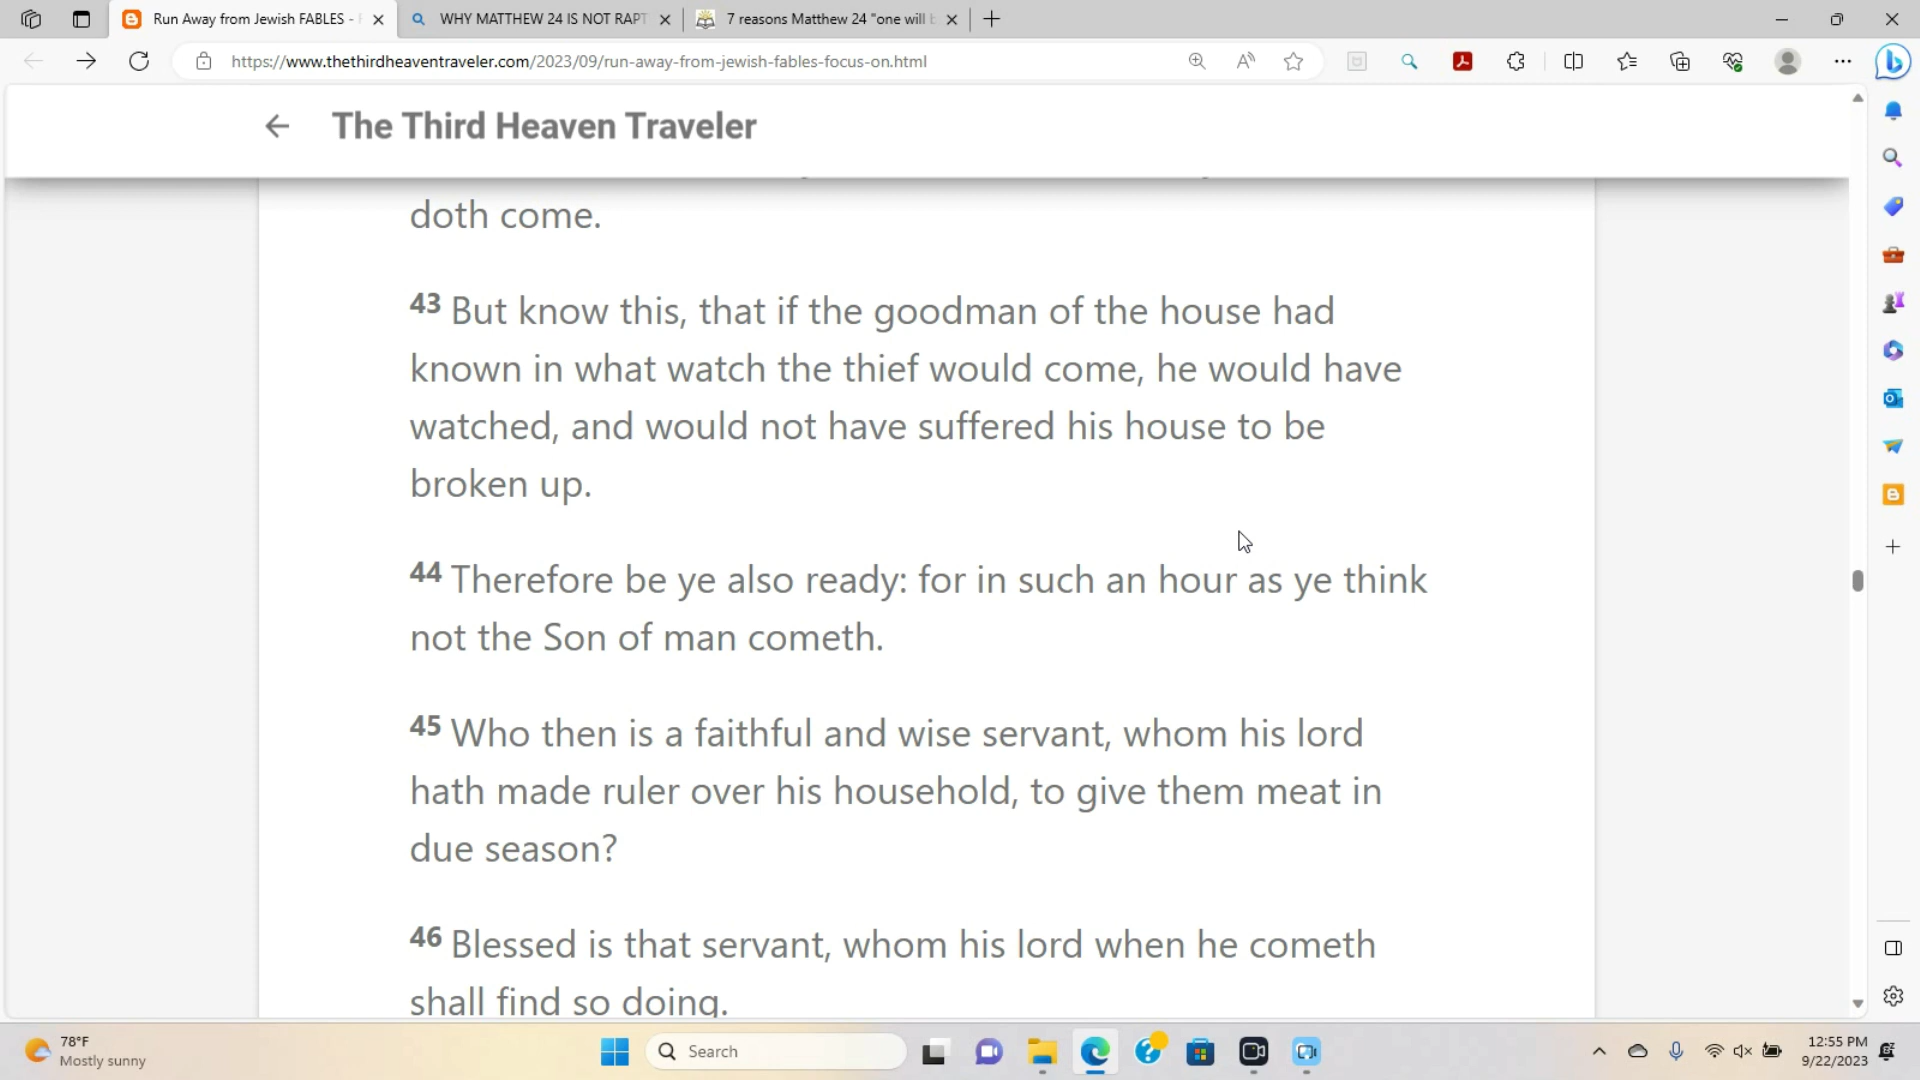 Run Away from Jewish FABLES -
WHY MATTHEW 24 IS NOT RAPT
7 reasons Matthew 24 "one will
https://www.thethirdheaventraveler.com/2023/09/run-away-from-jewish-fables-focus-on.html
The Third Heaven Traveler
doth come.
43 But know this, that if the goodman of the house had
known in what watch the thief would come, he would have
watched, and would not have suffered his house to be
broken up.
44 Therefore be ye also ready: for in such an hour as ye think
not the Son of man cometh.
45 Who then is a faithful and wise servant, whom his lord
hath made ruler over his household, to give them meat in
due season?
46 Blessed is that servant, whom his lord when he cometh
shall find so doing.
78°F
Mostly sunny
Search
12:55 PM
9/22/2023